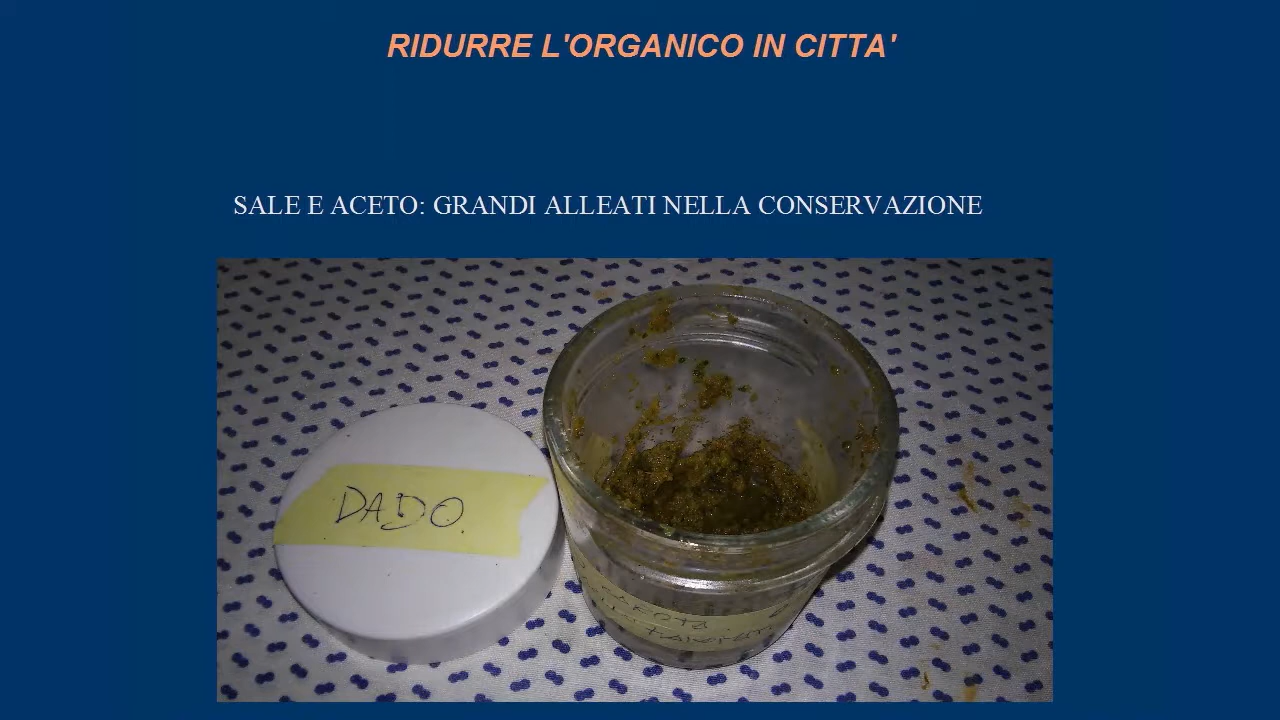 RIDURRE L'ORGANICO IN CITTA'
SALE E ACETO: GRANDI ALLEATI NELLA CONSERVAZIONE
DADO